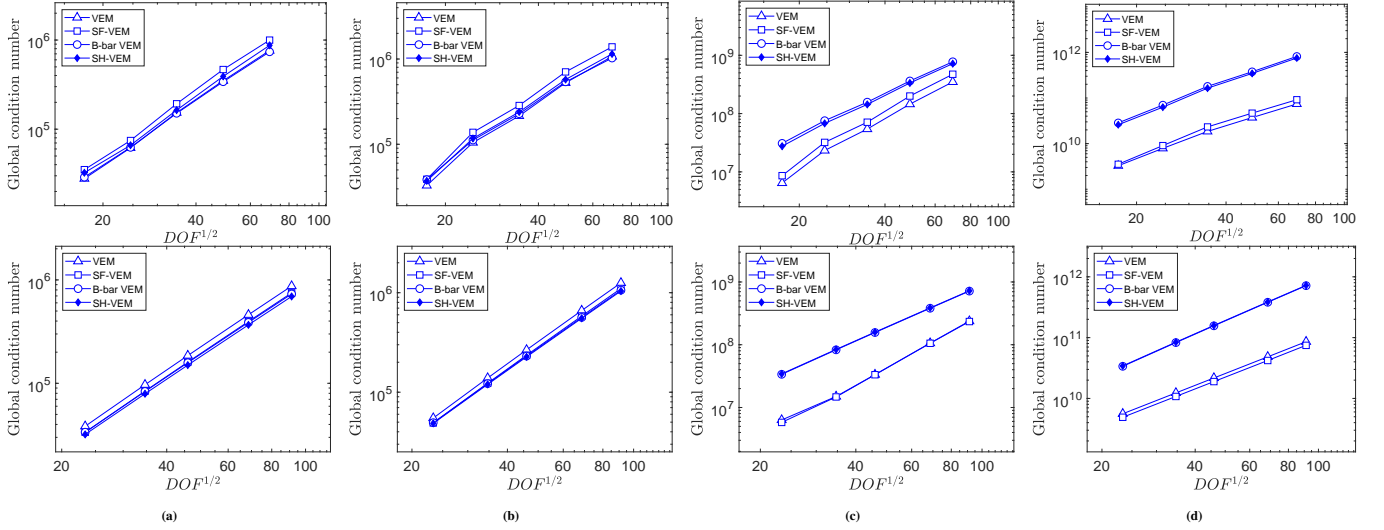 Global condition number
10^6
10^5
VEM
SF-VEM
B-bar VEM
SH-VEM
20 40 60 80 100
DOF^{1/2}
Global condition number
10^6
10^5
VEM
SF-VEM
B-bar VEM
SH-VEM
20 40 60 80 100
DOF^{1/2}
Global condition number
10^9
10^8
10^7
VEM
SF-VEM
B-bar VEM
SH-VEM
20 40 60 80 100
DOF^{1/2}
Global condition number
10^12
10^10
VEM
SF-VEM
B-bar VEM
SH-VEM
20 40 60 80 100
DOF^{1/2}
Global condition number
10^6
10^5
VEM
SF-VEM
B-bar VEM
SH-VEM
20 40 60 80 100
DOF^{1/2}
Global condition number
10^6
10^5
VEM
SF-VEM
B-bar VEM
SH-VEM
20 40 60 80 100
DOF^{1/2}
Global condition number
10^9
10^8
10^7
VEM
SF-VEM
B-bar VEM
SH-VEM
20 40 60 80 100
DOF^{1/2}
Global condition number
10^12
10^11
10^10
VEM
SF-VEM
B-bar VEM
SH-VEM
20 40 60 80 100
DOF^{1/2}
(a)
(b)
(c)
(d)